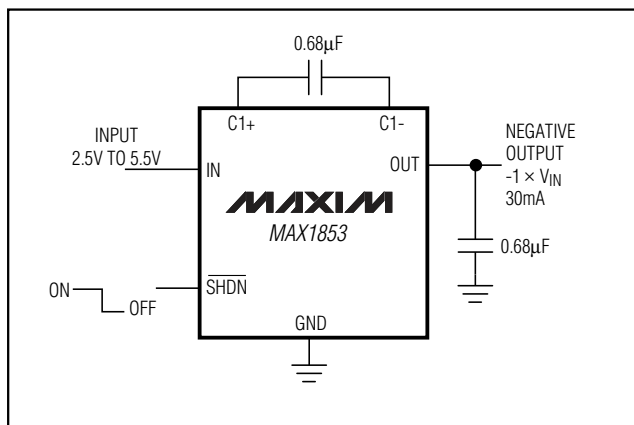 0.68μF
C1+
C1-
INPUT
2.5V TO 5.5V
IN
OUT
NEGATIVE
OUTPUT
-1 × VIN
30mA
MAXIM
MAX1853
0.68μF
ON
OFF
SHDN
GND